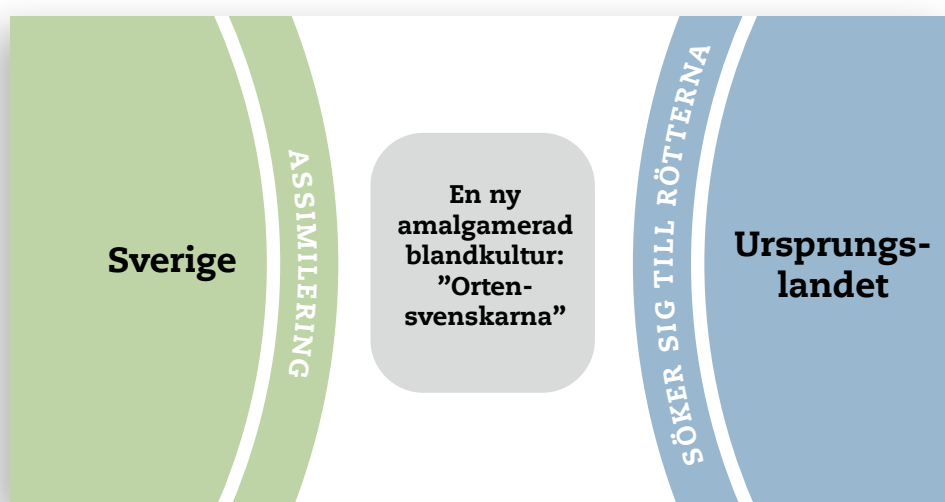 Sverige
ASSIMILERING
En ny
amalgamerad
blandkultur:
”Orten-
svenskarna”
SÖKER SIG TILL RÖTTERNA
Ursprungs-
landet